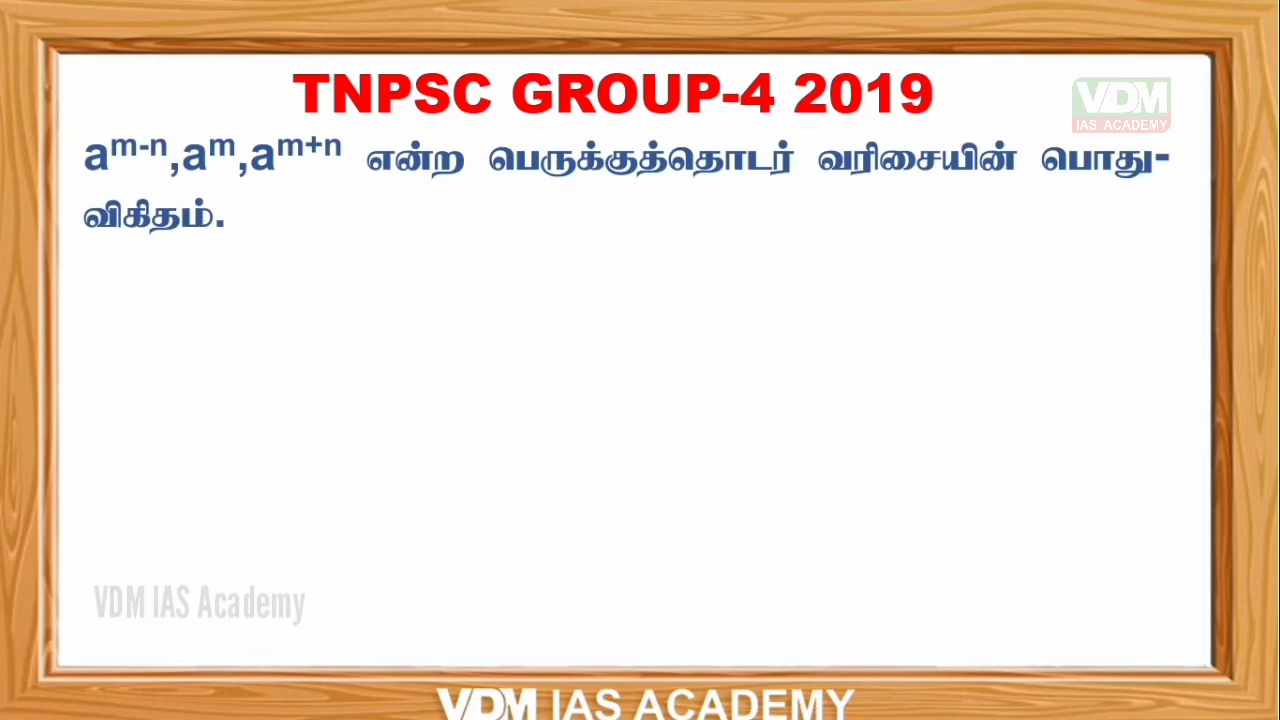 TNPSC GROUP-4 2019
VDM
IAS ACADEMY
a^m-n,a^m,a^m+n என்ற பெருக்குத்தொடர் வரிசையின் பொது-
விகிதம்.
VDM IAS Academy
VDM IAS ACADEMY